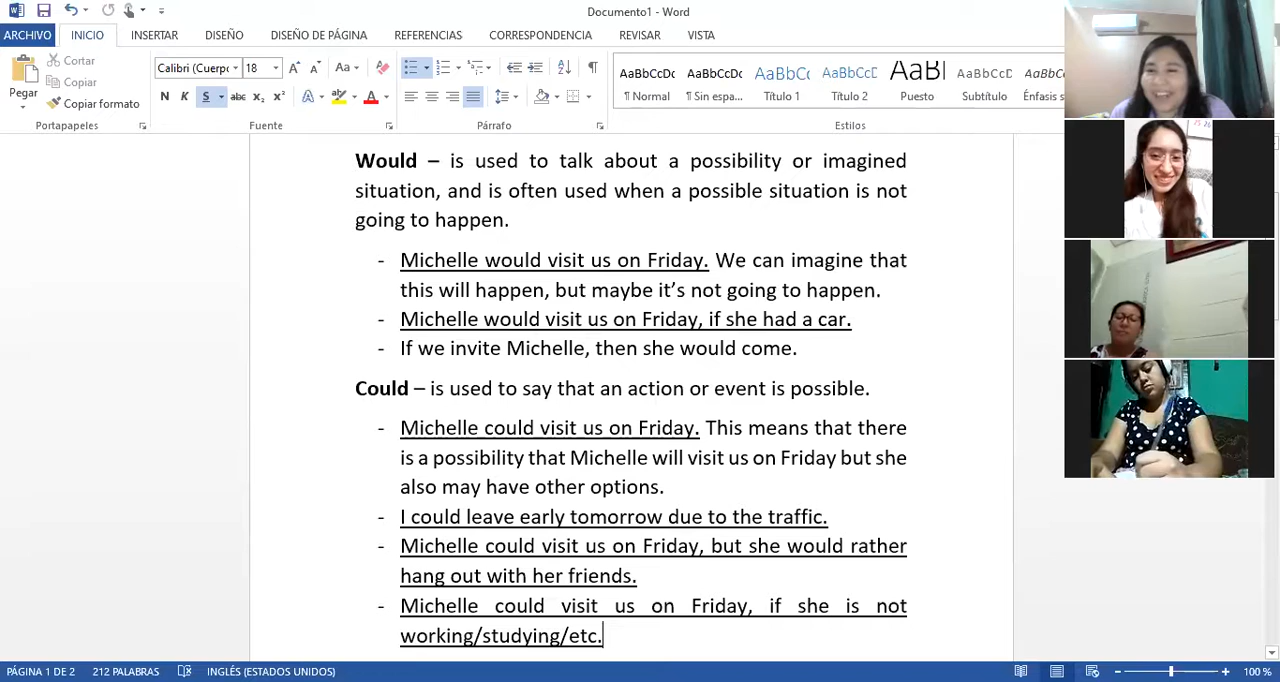 Documento1 - Word
ARCHIVO INICIO INSERTAR DISEÑO DISEÑO DE PÁGINA REFERENCIAS CORRESPONDENCIA REVISAR VISTA
Pegar
Cortar
Copiar
Copiar formato
Portapapeles
Calibri (Cuerpo 18
Fuente
Párrafo
AaBbCcDc AaBbCcDc AaBbCc AaBbCcD AaBl AaBbCcD AaBbCc
¶ Normal ¶ Sin espa... Título 1 Título 2 Puesto Subtítulo Énfasis s
Estilos
Would – is used to talk about a possibility or imagined
situation, and is often used when a possible situation is not
going to happen.
- Michelle would visit us on Friday. We can imagine that
this will happen, but maybe it’s not going to happen.
- Michelle would visit us on Friday, if she had a car.
- If we invite Michelle, then she would come.
Could – is used to say that an action or event is possible.
- Michelle could visit us on Friday. This means that there
is a possibility that Michelle will visit us on Friday but she
also may have other options.
- I could leave early tomorrow due to the traffic.
- Michelle could visit us on Friday, but she would rather
hang out with her friends.
- Michelle could visit us on Friday, if she is not
working/studying/etc.
PÁGINA 1 DE 2 212 PALABRAS INGLÉS (ESTADOS UNIDOS) 100 %